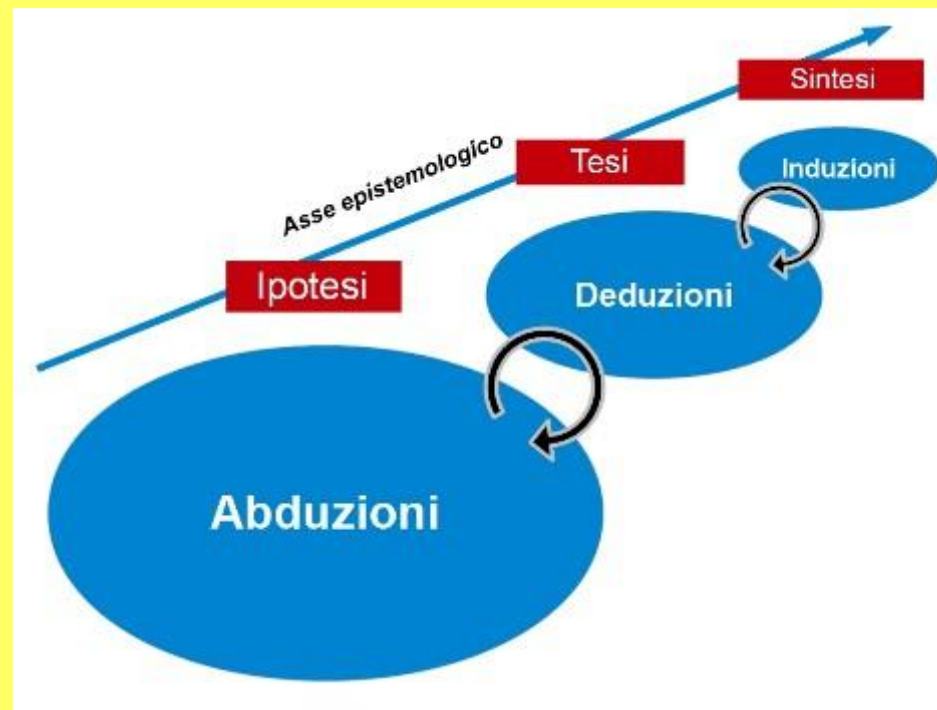 Sintesi
Asse epistemologico
Tesi
Induzioni
Ipotesi
Deduzioni
Abduzioni